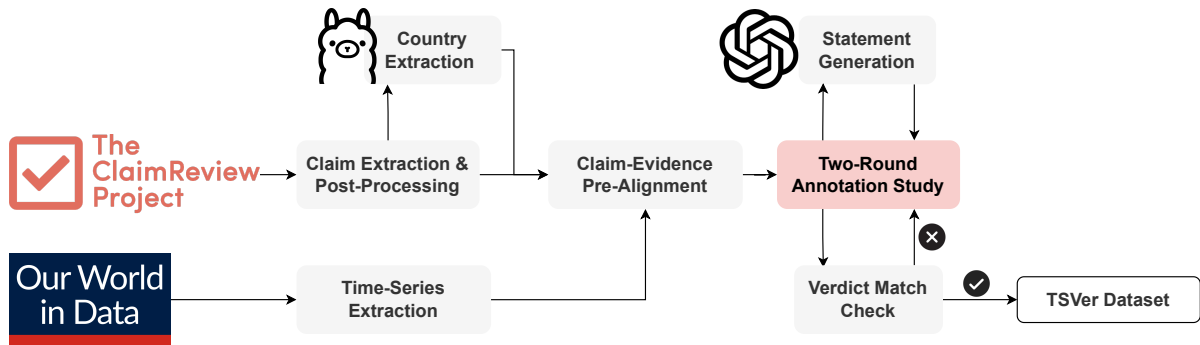 Country
Extraction
Statement
Generation
The
ClaimReview
Project
Claim Extraction &
Post-Processing
Claim-Evidence
Pre-Alignment
Two-Round
Annotation Study
Our World
in Data
Time-Series
Extraction
Verdict Match
Check
TSVer Dataset